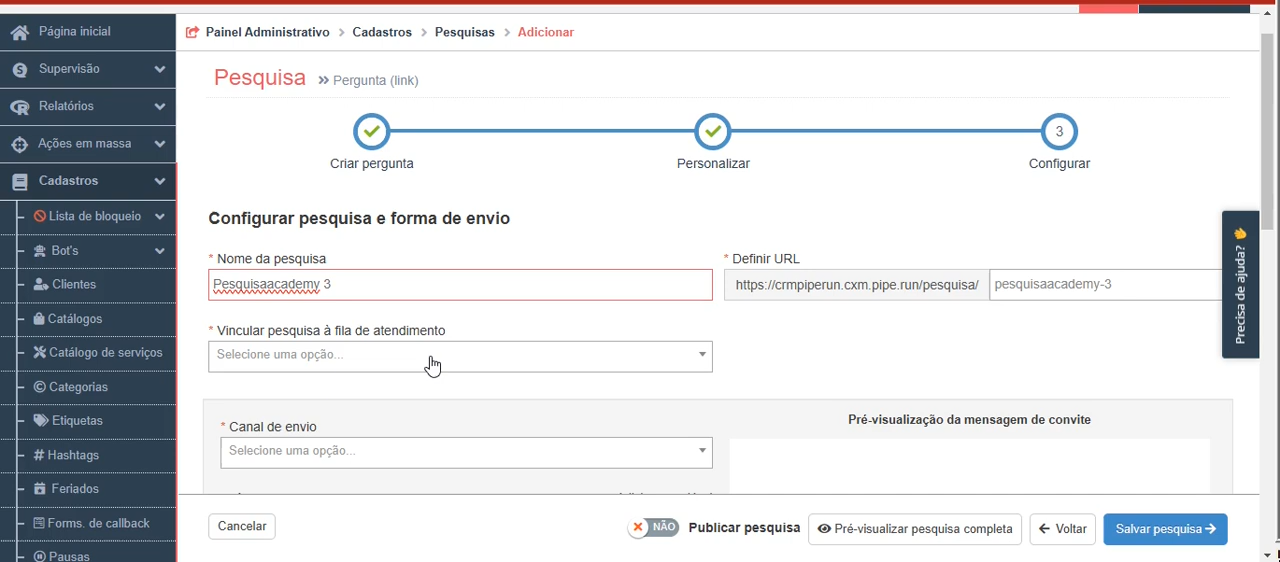 Página inicial
Supervisão
Relatórios
Ações em massa
Cadastros
Lista de bloqueio
Bot's
Clientes
Catálogos
Catálogo de serviços
Categorias
Etiquetas
Hashtags
Feriados
Forms. de callback
Pausas
Painel Administrativo > Cadastros > Pesquisas > Adicionar
Pesquisa » Pergunta (link)
3
Criar pergunta Personalizar Configurar
Configurar pesquisa e forma de envio
* Nome da pesquisa * Definir URL
Pesquisaacademy 3 https://crmpiperun.cxm.pipe.run/pesquisa/ pesquisaacademy-3
* Vincular pesquisa à fila de atendimento
Selecione uma opção...
* Canal de envio Pré-visualização da mensagem de convite
Selecione uma opção...
Cancelar NÃO Publicar pesquisa Pré-visualizar pesquisa completa Voltar Salvar pesquisa
Precisa de ajuda?